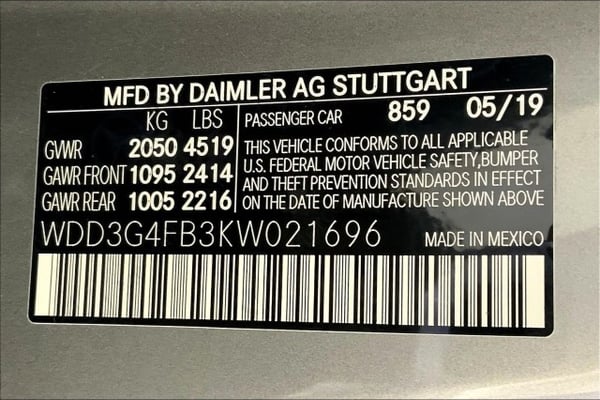 MFD BY DAIMLER AG STUTTGART
KG LBS
GVWR 2050 4519
GAWR FRONT 1095 2414
GAWR REAR 1005 2216
PASSENGER CAR 859 05/19
THIS VEHICLE CONFORMS TO ALL APPLICABLE
U.S. FEDERAL MOTOR VEHICLE SAFETY,BUMPER
AND THEFT PREVENTION STANDARDS IN EFFECT
ON THE DATE OF MANUFACTURE SHOWN ABOVE
WDD3G4FB3KW021696 MADE IN MEXICO